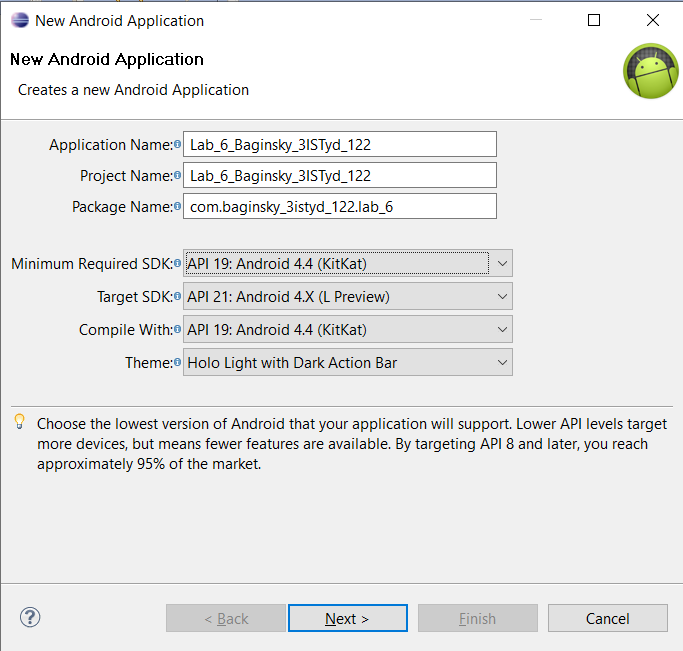 New Android Application
New Android Application
Creates a new Android Application
Application Name: Lab_6_Baginsky_3ISTyd_122
Project Name: Lab_6_Baginsky_3ISTyd_122
Package Name: com.baginsky_3istyd_122.lab_6
Minimum Required SDK: API 19: Android 4.4 (KitKat)
Target SDK: API 21: Android 4.X (L Preview)
Compile With: API 19: Android 4.4 (KitKat)
Theme: Holo Light with Dark Action Bar
Choose the lowest version of Android that your application will support. Lower API levels target
more devices, but means fewer features are available. By targeting API 8 and later, you reach
approximately 95% of the market.
? < Back Next > Finish Cancel